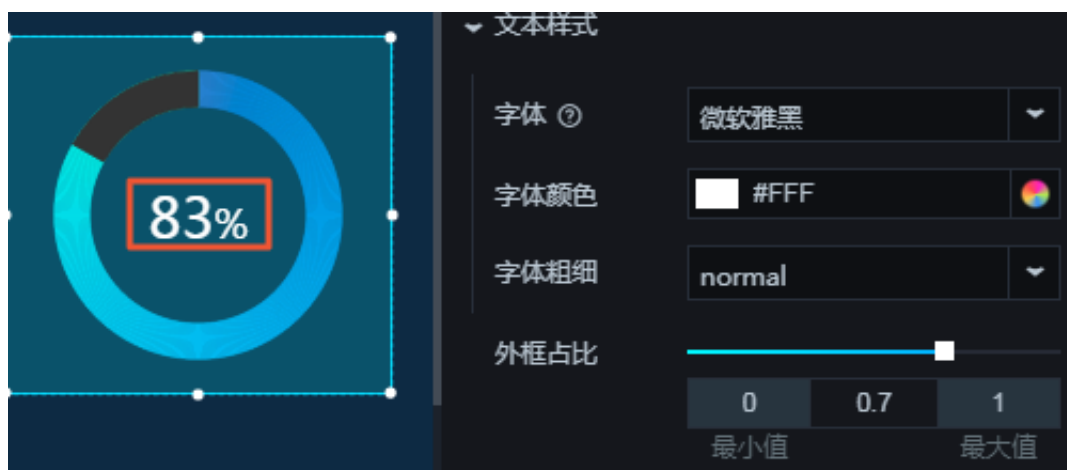 文本样式
字体
微软雅黑
83%
字体颜色
#FFF
字体粗细
normal
外框占比
0 0.7 1
最小值 最大值